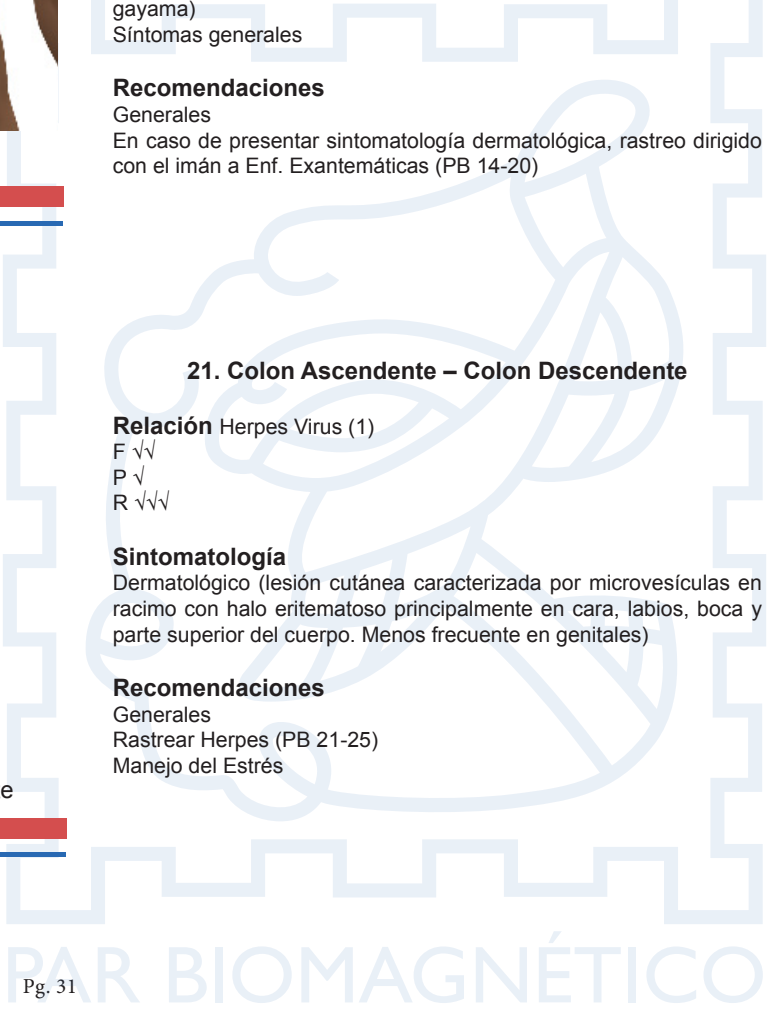 gayama)
Síntomas generales
Recomendaciones
Generales
En caso de presentar sintomatología dermatológica, rastreo dirigido
con el imán a Enf. Exantemáticas (PB 14-20)
21. Colon Ascendente – Colon Descendente
Relación Herpes Virus (1)
F √√
P √
R √√√
Sintomatología
Dermatológico (lesión cutánea caracterizada por microvesículas en
racimo con halo eritematoso principalmente en cara, labios, boca y
parte superior del cuerpo. Menos frecuente en genitales)
Recomendaciones
Generales
Rastrear Herpes (PB 21-25)
Manejo del Estrés
e
PAR BIOMAGNÉTICO
Pg. 31